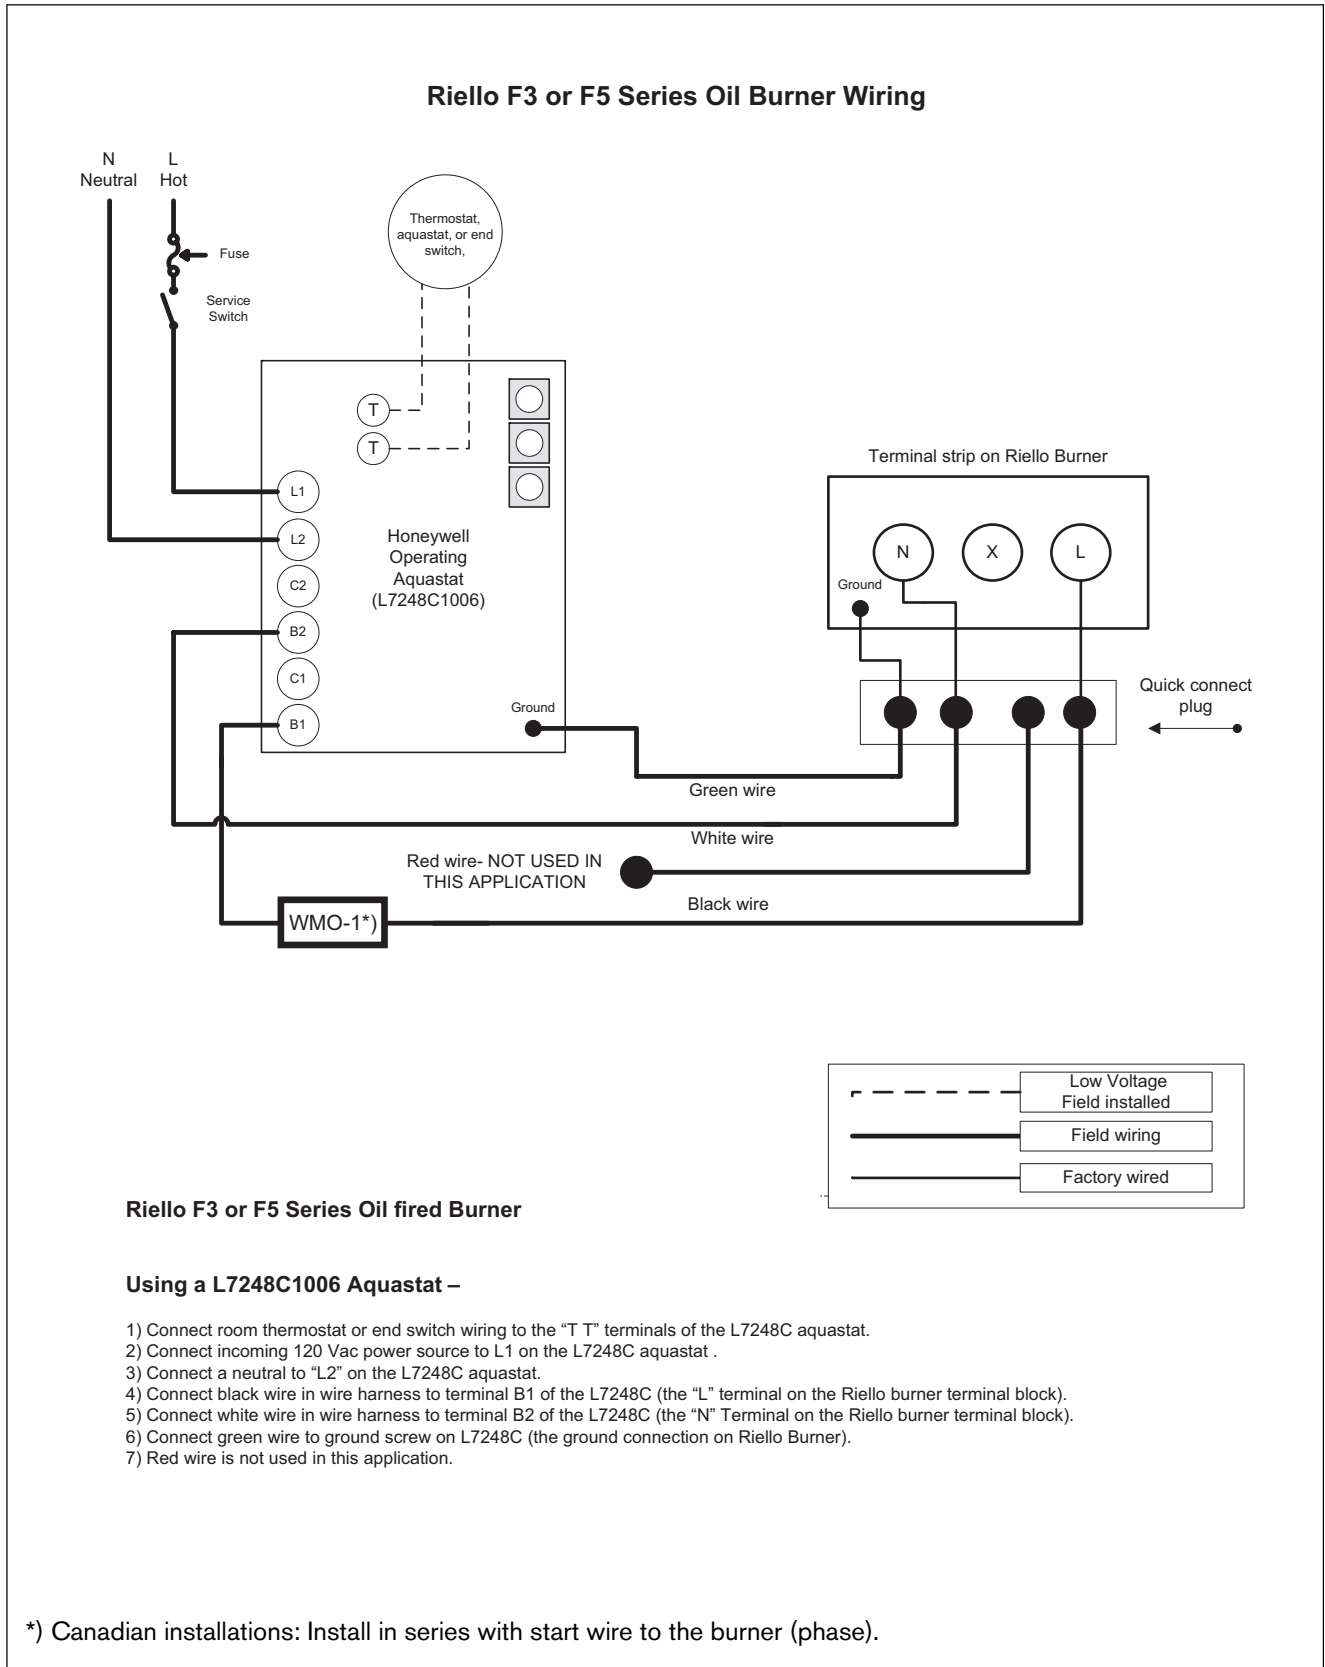 Riello F3 or F5 Series Oil Burner Wiring
N
Neutral
L
Hot
Fuse
Service
Switch
Thermostat,
aquastat, or end
switch,
T
T
L1
L2
C2
B2
C1
B1
Honeywell
Operating
Aquastat
(L7248C1006)
Ground
Terminal strip on Riello Burner
N
X
L
Ground
Quick connect
plug
Green wire
White wire
Red wire- NOT USED IN
THIS APPLICATION
Black wire
WMO-1*)
Low Voltage
Field installed
Field wiring
Factory wired
Riello F3 or F5 Series Oil fired Burner
Using a L7248C1006 Aquastat –
1) Connect room thermostat or end switch wiring to the “T T” terminals of the L7248C aquastat.
2) Connect incoming 120 Vac power source to L1 on the L7248C aquastat .
3) Connect a neutral to “L2” on the L7248C aquastat.
4) Connect black wire in wire harness to terminal B1 of the L7248C (the “L” terminal on the Riello burner terminal block).
5) Connect white wire in wire harness to terminal B2 of the L7248C (the “N” Terminal on the Riello burner terminal block).
6) Connect green wire to ground screw on L7248C (the ground connection on Riello Burner).
7) Red wire is not used in this application.
*) Canadian installations: Install in series with start wire to the burner (phase).